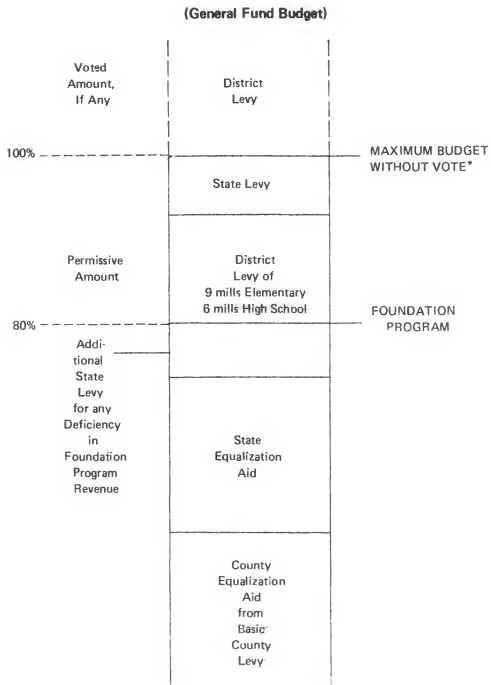 (General Fund Budget)
Voted
Amount,
If Any
District
Levy
100%
MAXIMUM BUDGET
WITHOUT VOTE*
State Levy
Permissive
Amount
District
Levy of
9 mills Elementary
6 mills High School
FOUNDATION
PROGRAM
80%
Addi-
tional
State
Levy
for any
Deficiency
in
Foundation
Program
Revenue
State
Equalization
Aid
County
Equalization
Aid
from
Basic
County
Levy